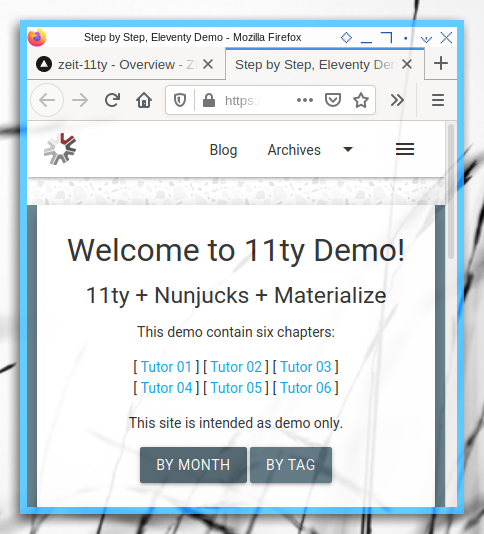 Step by Step, Eleventy Demo - Mozilla Firefox
zeit-11ty - Overview - Z
Step by Step, Eleventy Der
https:
Blog
Archives
Welcome to 11ty Demo!
11ty + Nunjucks + Materialize
This demo contain six chapters:
[ Tutor 01 ] [ Tutor 02 ] [ Tutor 03 ]
[ Tutor 04 ] [ Tutor 05 ] [ Tutor 06 ]
This site is intended as demo only.
BY MONTH
BY TAG